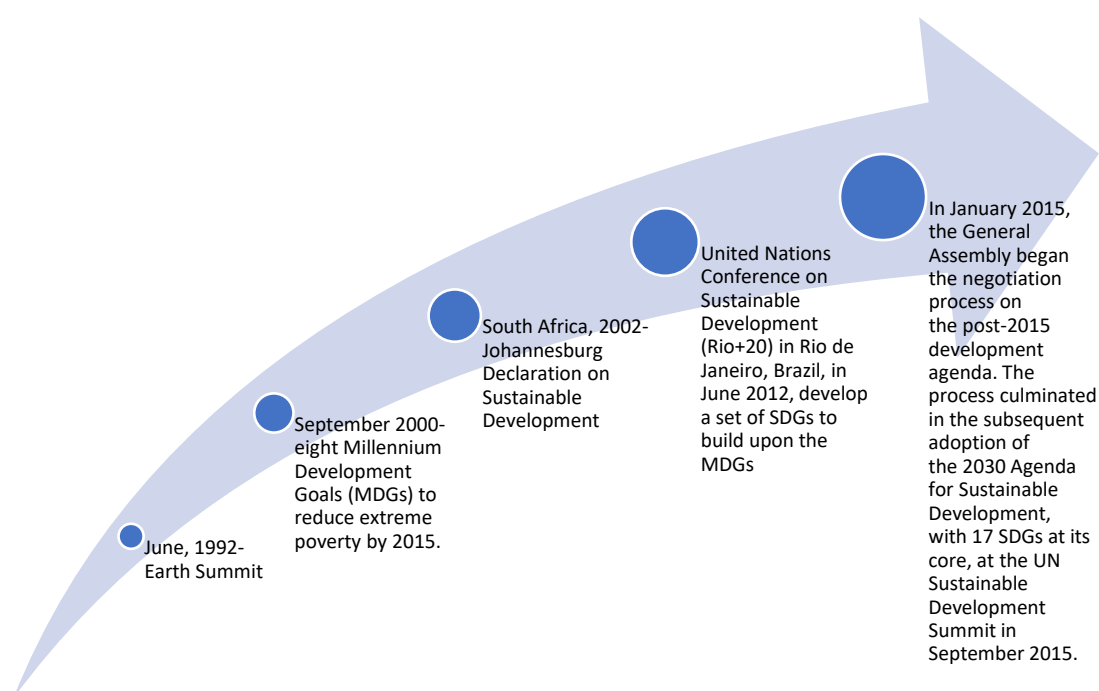 June, 1992-
Earth Summit
September 2000-
eight Millennium
Development
Goals (MDGs) to
reduce extreme
poverty by 2015.
South Africa, 2002-
Johannesburg
Declaration on
Sustainable
Development
United Nations
Conference on
Sustainable
Development
(Rio+20) in Rio de
Janeiro, Brazil, in
June 2012, develop
a set of SDGs to
build upon the
MDGs
In January 2015,
the General
Assembly began
the negotiation
process on
the post-2015
development
agenda. The
process culminated
in the subsequent
adoption of
the 2030 Agenda
for Sustainable
Development,
with 17 SDGs at its
core, at the UN
Sustainable
Development
Summit in
September 2015.